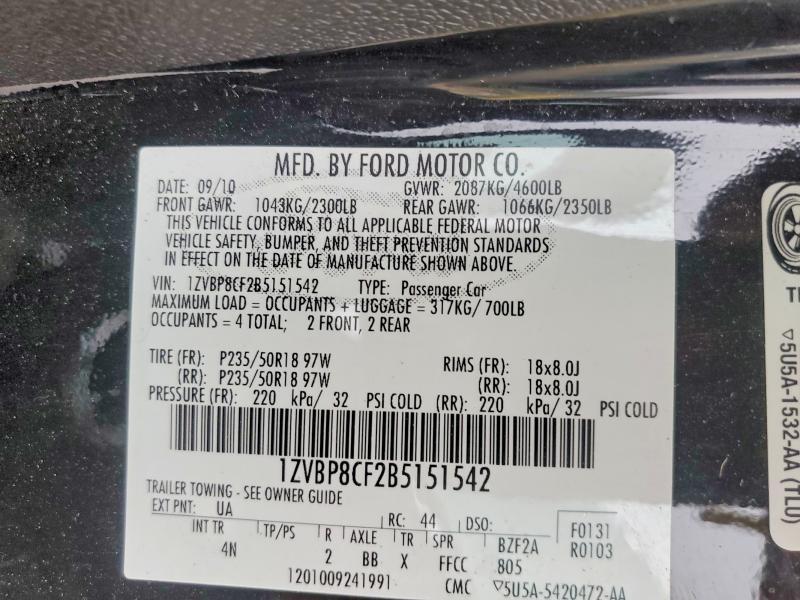 MFD. BY FORD MOTOR CO.
DATE: 09/10 GVWR: 2087KG/4600LB
FRONT GAWR: 1043KG/2300LB REAR GAWR: 1066KG/2350LB
THIS VEHICLE CONFORMS TO ALL APPLICABLE FEDERAL MOTOR
VEHICLE SAFETY, BUMPER, AND THEFT PREVENTION STANDARDS
IN EFFECT ON THE DATE OF MANUFACTURE SHOWN ABOVE.
VIN: 1ZVBP8CF2B5151542 TYPE: Passenger Car
MAXIMUM LOAD = OCCUPANTS + LUGGAGE = 317KG/ 700LB
OCCUPANTS = 4 TOTAL; 2 FRONT, 2 REAR
TIRE (FR): P235/50R18 97W RIMS (FR): 18x8.0J
(RR): P235/50R18 97W (RR): 18x8.0J
PRESSURE (FR): 220 kPa/ 32 PSI COLD (RR): 220 kPa/ 32 PSI COLD
1ZVBP8CF2B5151542
TRAILER TOWING - SEE OWNER GUIDE
EXT PNT: UA RC: 44 DSO: F0131
INT TR TP/PS R AXLE TR SPR BZF2A R0103
4N 2 BB X FFCC 805
1201009241991 CMC ▽5U5A-5420472-AA
▽5U5A-1532-AA (TLU)